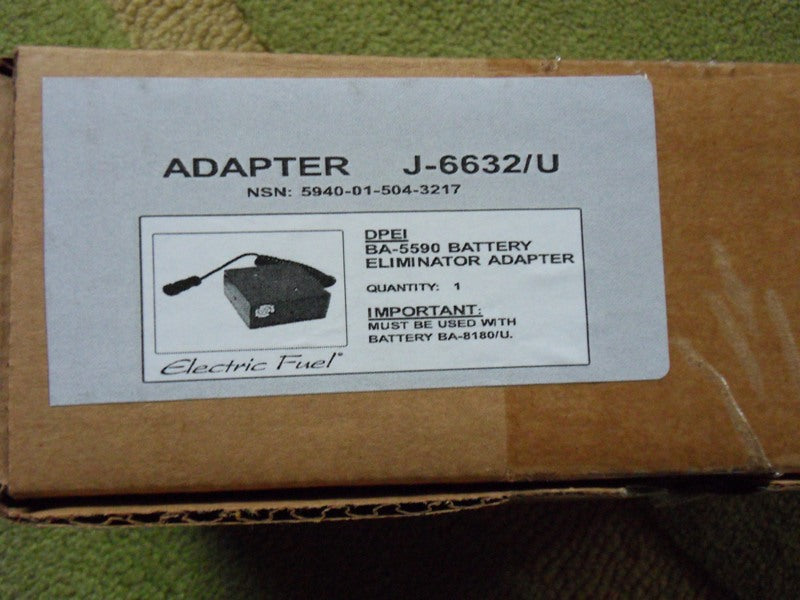 ADAPTER J-6632/U
NSN: 5940-01-504-3217
DPEI
BA-5590 BATTERY
ELIMINATOR ADAPTER
QUANTITY: 1
IMPORTANT:
MUST BE USED WITH
BATTERY BA-8180/U.
Electric Fuel®